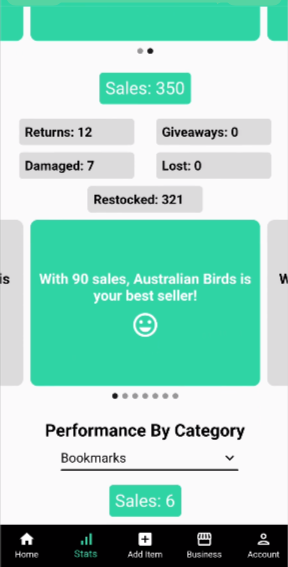 Sales: 350
Returns: 12
Giveaways: 0
Damaged: 7
Lost: 0
Restocked: 321
is
With 90 sales, Australian Birds is
your best seller!
W
Performance By Category
Bookmarks
Sales: 6
Home
Stats
Add Item
Business
Account